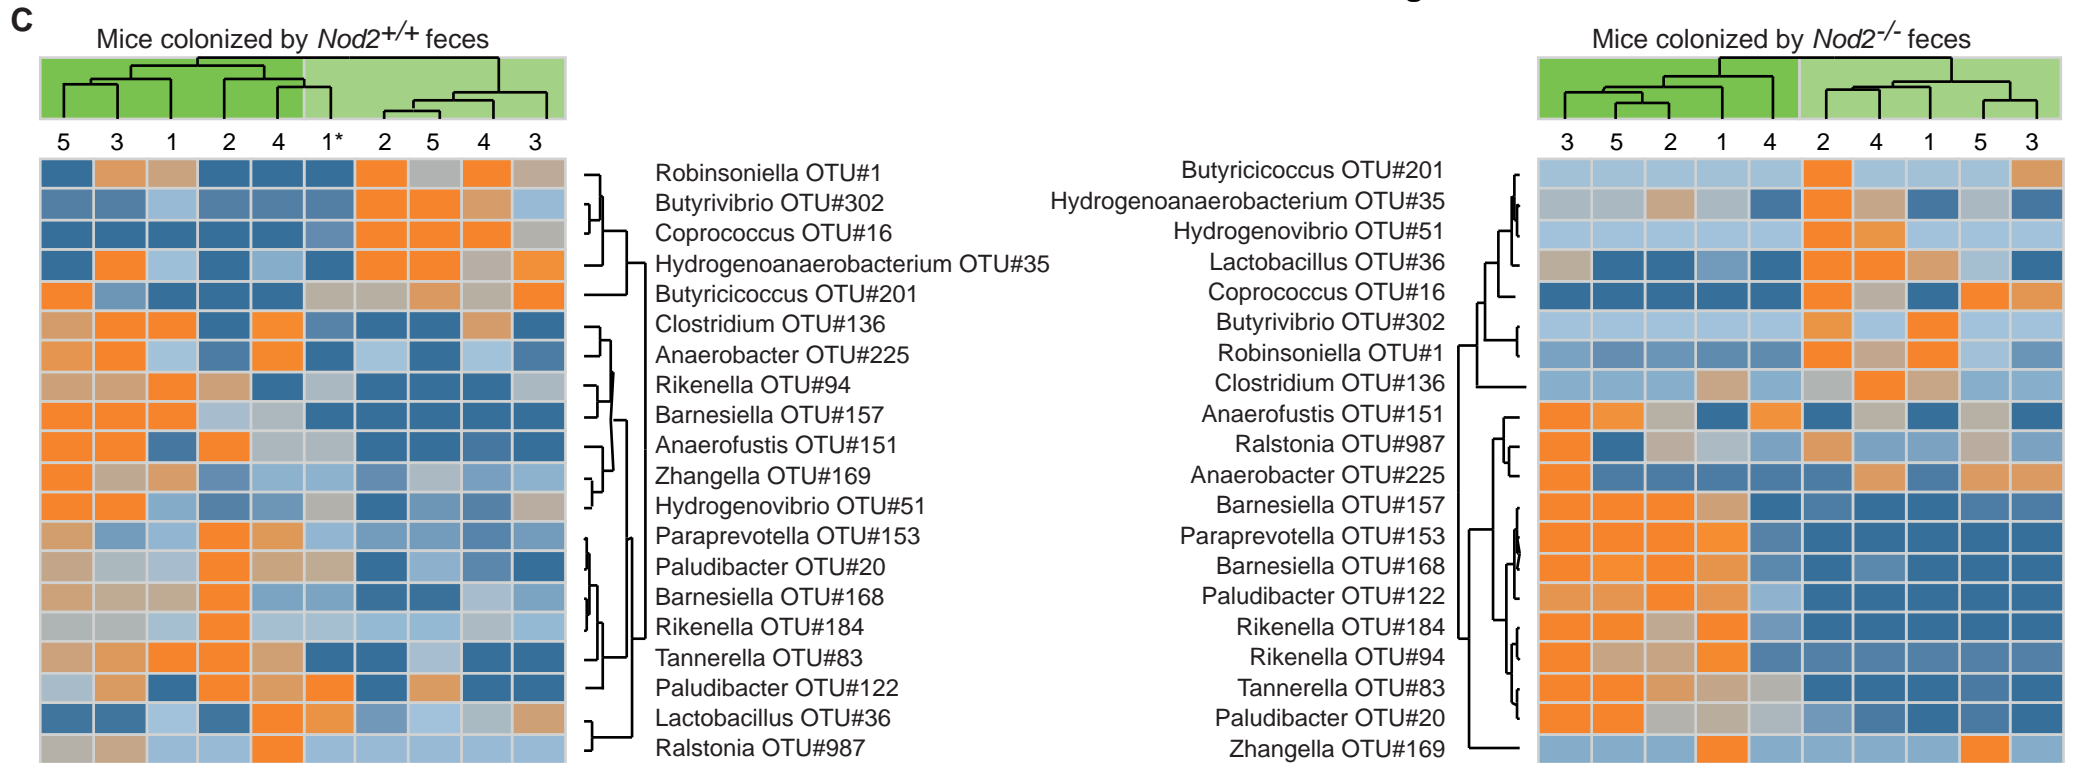 C
Mice colonized by Nod2+/+ feces
5 3 1 2 4 1* 2 5 4 3
Robinsoniella OTU#1
Butyrivibrio OTU#302
Coprococcus OTU#16
Hydrogenoanaerobacterium OTU#35
Butyricicoccus OTU#201
Clostridium OTU#136
Anaerobacter OTU#225
Rikenella OTU#94
Barnesiella OTU#157
Anaerofustis OTU#151
Zhangella OTU#169
Hydrogenovibrio OTU#51
Paraprevotella OTU#153
Paludibacter OTU#20
Barnesiella OTU#168
Rikenella OTU#184
Tannerella OTU#83
Paludibacter OTU#122
Lactobacillus OTU#36
Ralstonia OTU#987
Mice colonized by Nod2-/- feces
3 5 2 1 4 2 4 1 5 3
Butyricicoccus OTU#201
Hydrogenoanaerobacterium OTU#35
Hydrogenovibrio OTU#51
Lactobacillus OTU#36
Coprococcus OTU#16
Butyrivibrio OTU#302
Robinsoniella OTU#1
Clostridium OTU#136
Anaerofustis OTU#151
Ralstonia OTU#987
Anaerobacter OTU#225
Barnesiella OTU#157
Paraprevotella OTU#153
Barnesiella OTU#168
Paludibacter OTU#122
Rikenella OTU#184
Rikenella OTU#94
Tannerella OTU#83
Paludibacter OTU#20
Zhangella OTU#169